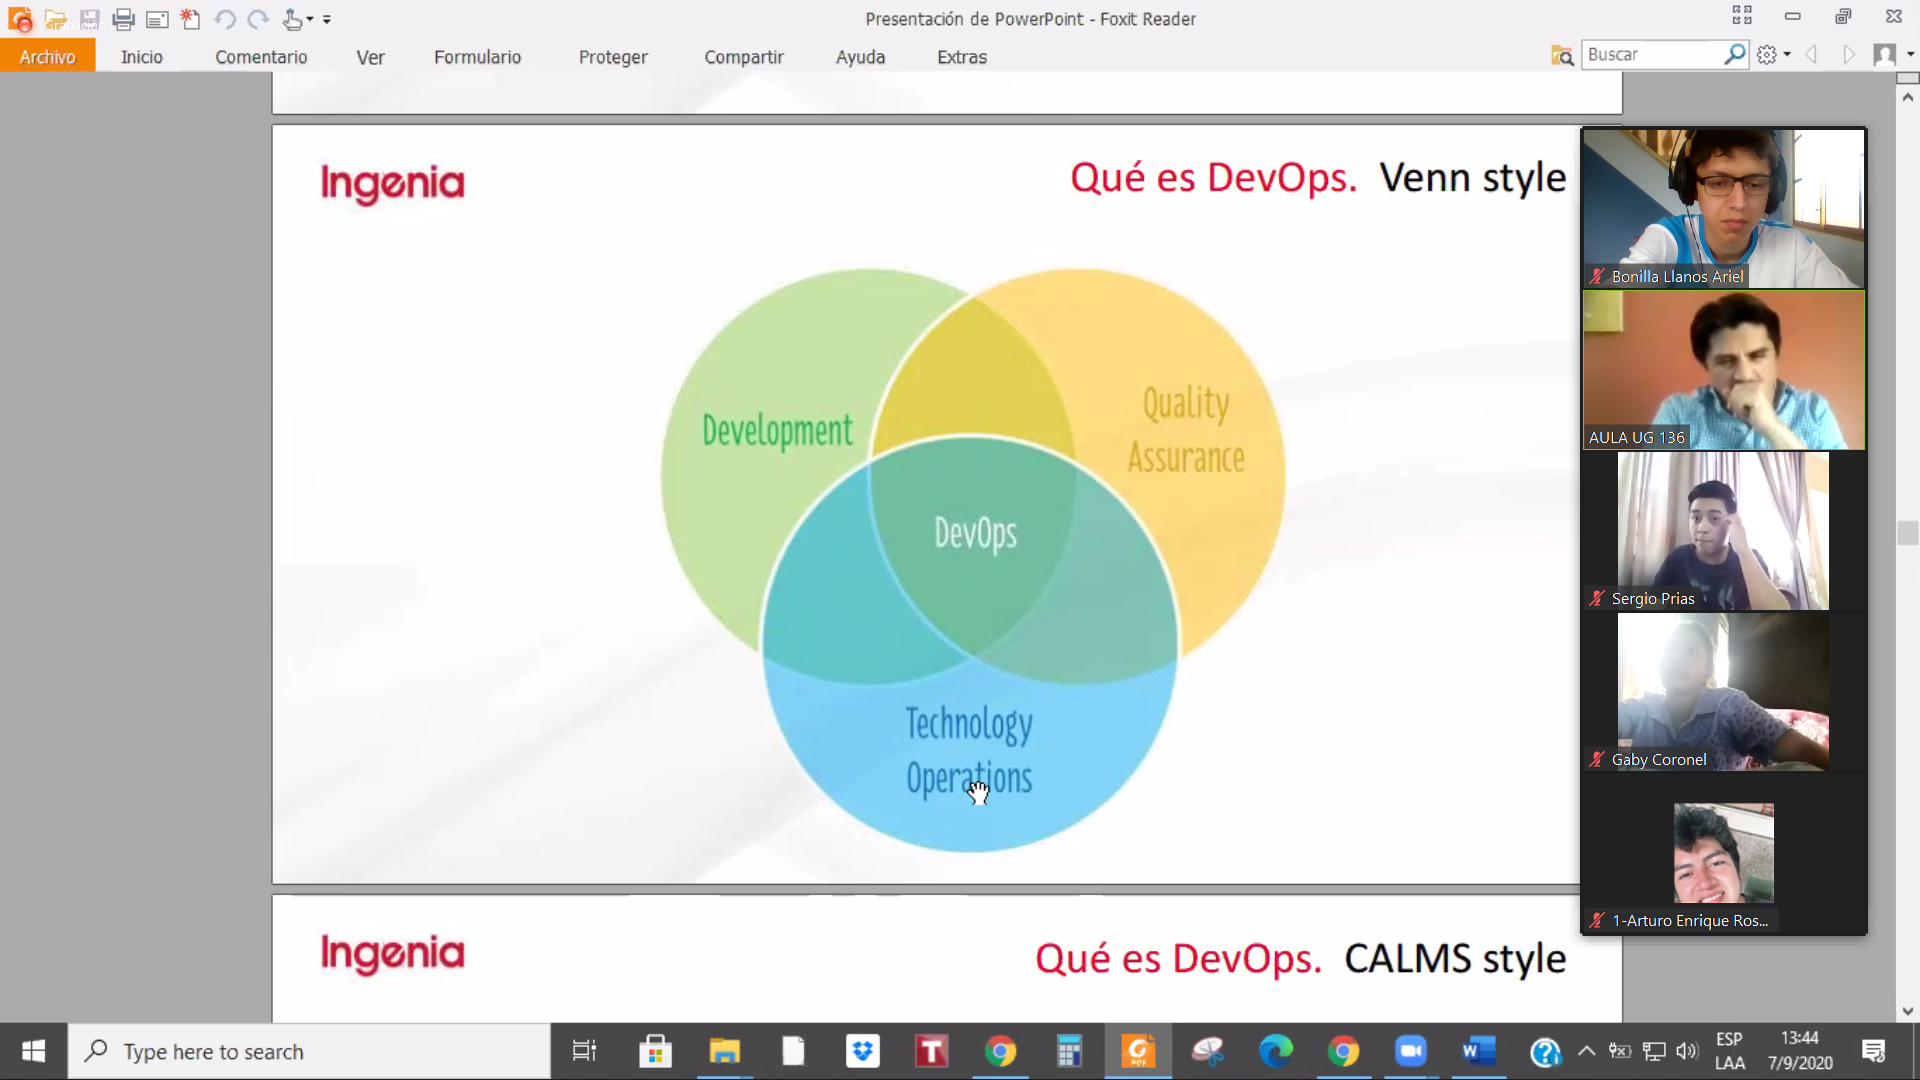 Grabación
Presentación de PowerPoint - Foxit Reader
Archivo
Inicio
Comentario
Ver
Formulario
Proteger
Compartir
Ayuda
Extras
Buscar
Ingenia
Qué es DevOps. Venn style
Development
Quality
Assurance
DevOps
Technology
Operations
Bonilla Llanos Ariel
AULA UG 136
Sergio Prias
Gaby Coronel
1-Arturo Enrique Ros...
Ingenia
Qué es DevOps. CALMS style
Type here to search
ESP
LAA
13:44
7/9/2020